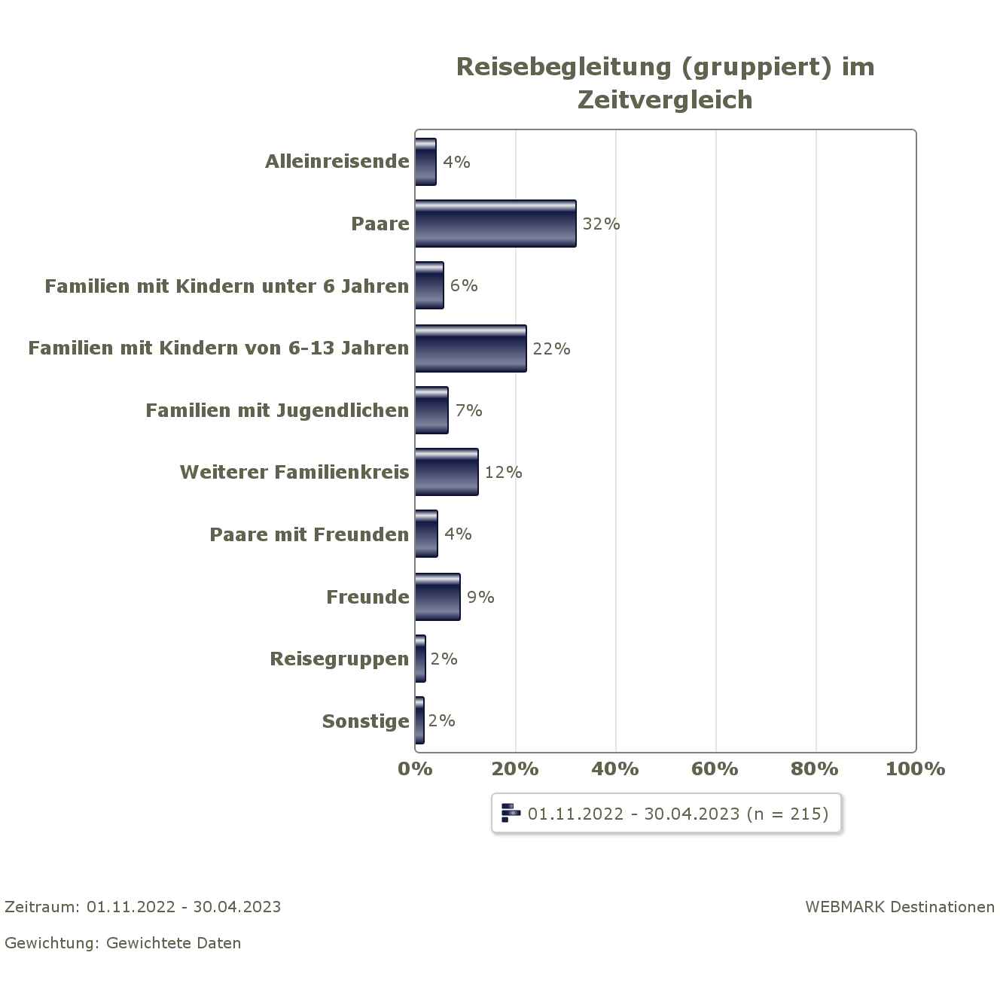 Reisebegleitung (gruppiert) im
Zeitvergleich
Alleinreisende 4%
Paare 32%
Familien mit Kindern unter 6 Jahren 6%
Familien mit Kindern von 6-13 Jahren 22%
Familien mit Jugendlichen 7%
Weiterer Familienkreis 12%
Paare mit Freunden 4%
Freunde 9%
Reisegruppen 2%
Sonstige 2%
0% 20% 40% 60% 80% 100%
01.11.2022 - 30.04.2023 (n = 215)
Zeitraum: 01.11.2022 - 30.04.2023 WEBMARK Destinationen
Gewichtung: Gewichtete Daten